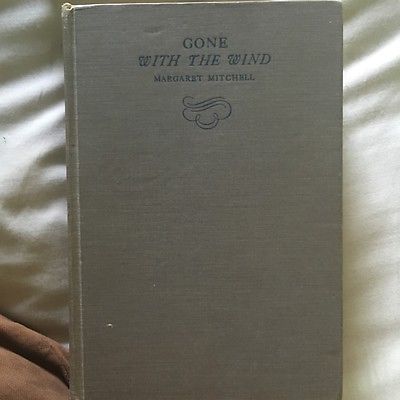 GONE
WITH THE WIND
MARGARET MITCHELL